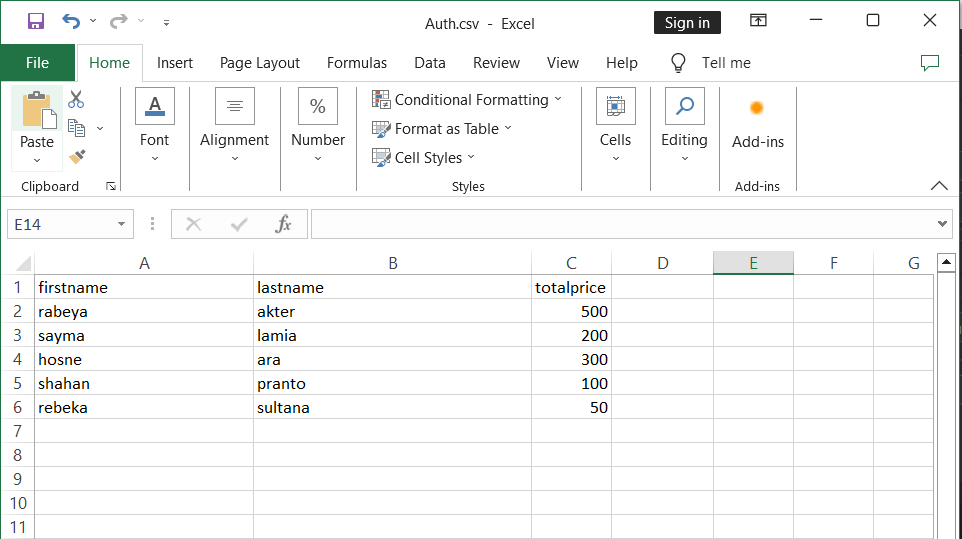 Auth.csv - Excel
Sign in
File Home Insert Page Layout Formulas Data Review View Help Tell me
Paste
Clipboard
A
Font
Alignment
%
Number
Conditional Formatting
Format as Table
Cell Styles
Styles
Cells
Editing
Add-ins
Add-ins
E14
fx
A B C D E F G
1 firstname lastname totalprice
2 rabeya akter 500
3 sayma lamia 200
4 hosne ara 300
5 shahan pranto 100
6 rebeka sultana 50
7
8
9
10
11